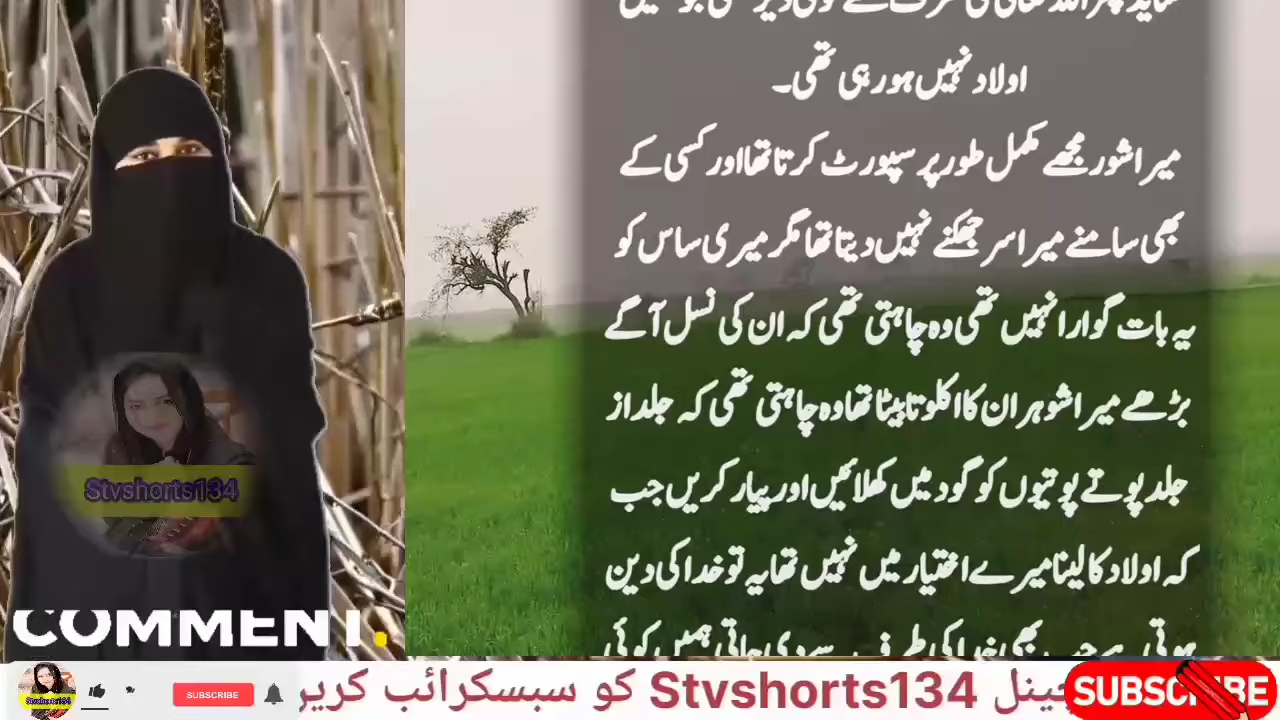 اولاد نہیں ہو رہی تھی۔
میرا شور مجھے مکمل طور پر سپورٹ کرتا تھا اور کسی کے
بھی سامنے میرا سر جھکنے نہیں دیتا تھا مگر میری ساس کو
یہ بات گوارا نہیں تھی وہ چاہتی تھی کہ ان کی نسل آگے
بڑھے میرا شوہر ان کا اکلوتا بیٹا تھا وہ چاہتی تھی کہ جلد از
جلد پوتے پوتیوں کو گود میں کھلائیں اور پیار کریں جب
کہ اولاد کا لینا میرے اختیار میں نہیں تھا یہ تو خدا کی دین
Stvshorts134
COMMENT.
Stvshorts134
SUBSCRIBE
چینل Stvshorts134 کو سبسکرائب کریں
SUBSCRIBE